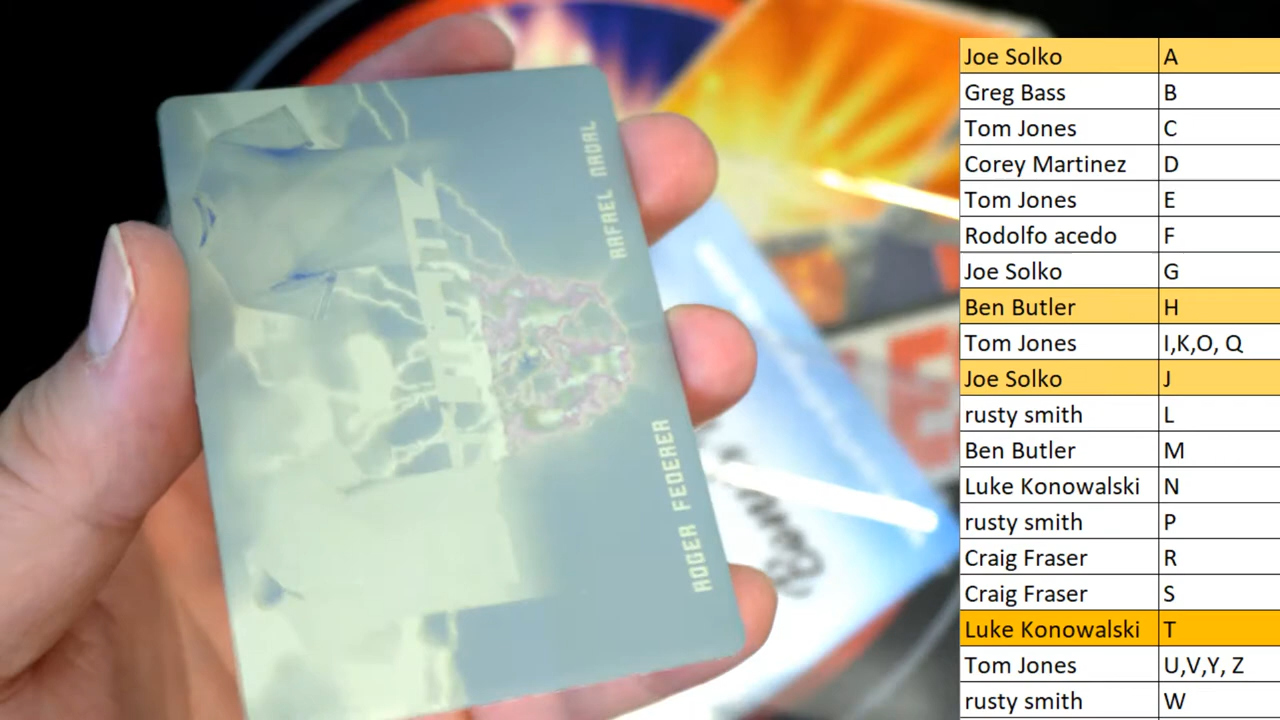 RAFAEL NADAL
ROGER FEDERER
Joe Solko A
Greg Bass B
Tom Jones C
Corey Martinez D
Tom Jones E
Rodolfo acedo F
Joe Solko G
Ben Butler H
Tom Jones I,K,O, Q
Joe Solko J
rusty smith L
Ben Butler M
Luke Konowalski N
rusty smith P
Craig Fraser R
Craig Fraser S
Luke Konowalski T
Tom Jones U,V,Y, Z
rusty smith W